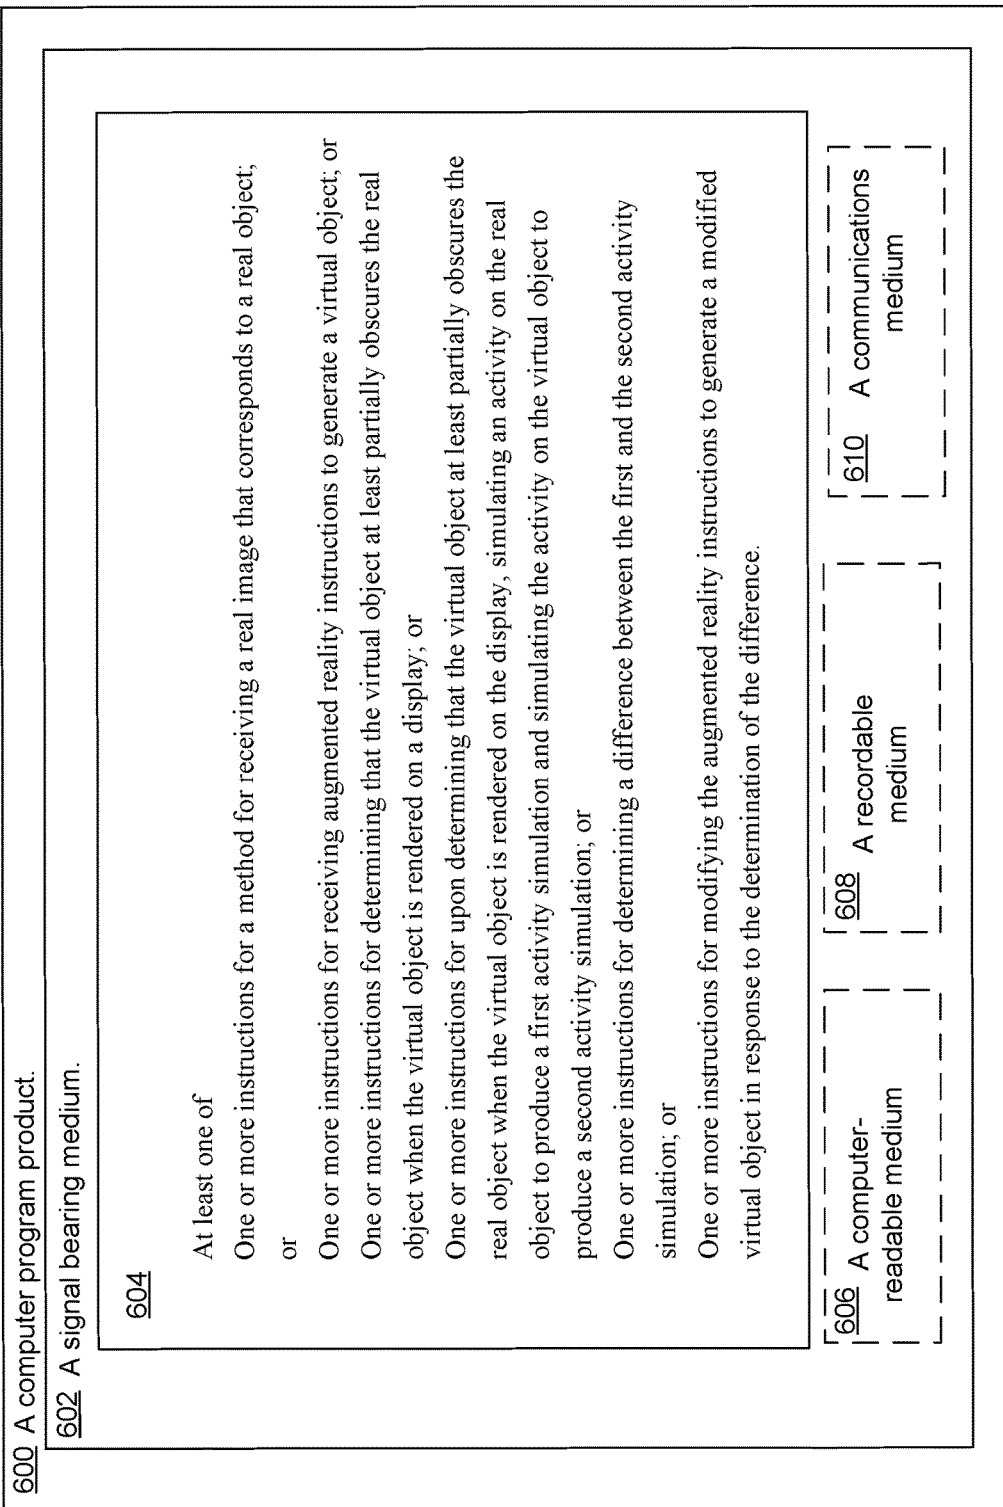 600 A computer program product.
602 A signal bearing medium.
604
At least one of
One or more instructions for a method for receiving a real image that corresponds to a real object;
or
One or more instructions for receiving augmented reality instructions to generate a virtual object; or
One or more instructions for determining that the virtual object at least partially obscures the real
object when the virtual object is rendered on a display; or
One or more instructions for upon determining that the virtual object at least partially obscures the
real object when the virtual object is rendered on the display, simulating an activity on the real
object to produce a first activity simulation and simulating the activity on the virtual object to
produce a second activity simulation; or
One or more instructions for determining a difference between the first and the second activity
simulation; or
One or more instructions for modifying the augmented reality instructions to generate a modified
virtual object in response to the determination of the difference.
606 A computer-
readable medium
608 A recordable
medium
610 A communications
medium